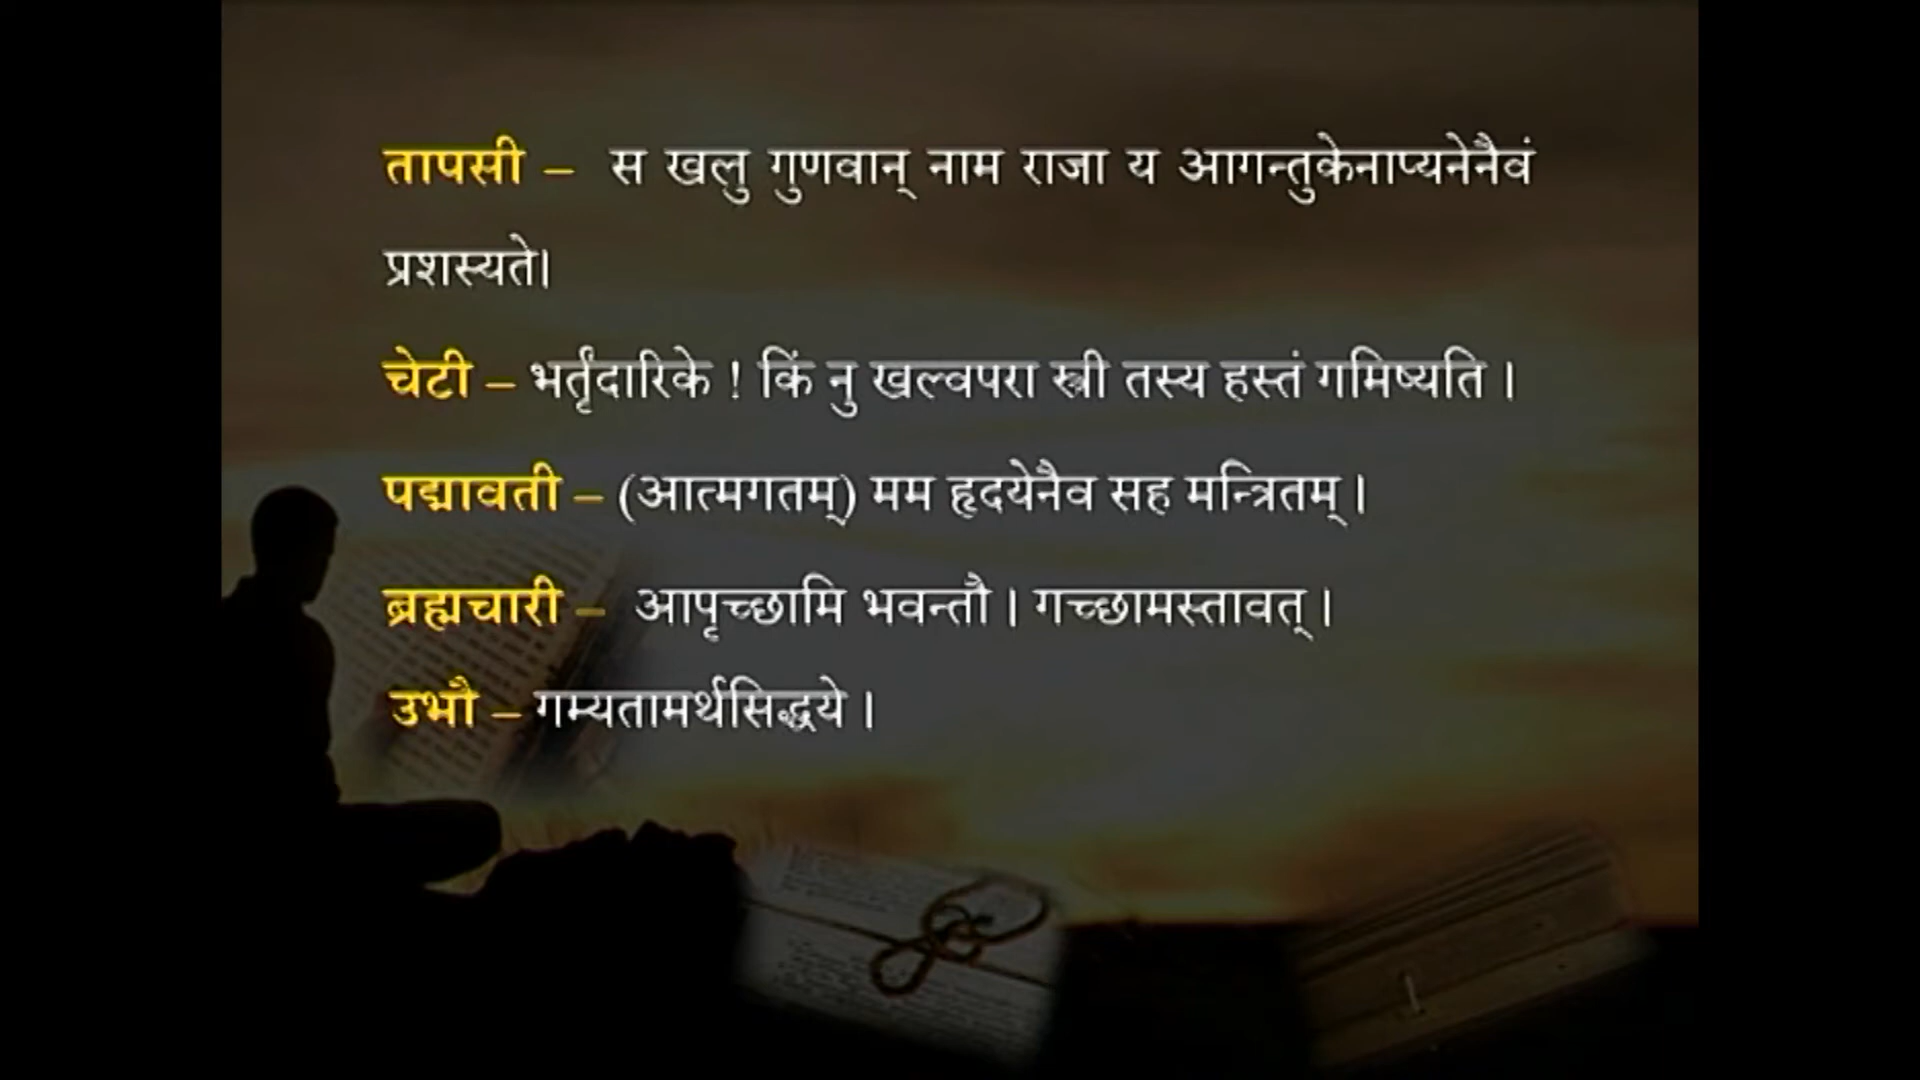 तापसी – स खलु गुणवान् नाम राजा य आगन्तुकेनाप्यनेनैवं
प्रशस्यते।
चेटी – भर्तृंदारिके ! किं नु खल्वपरा स्त्री तस्य हस्तं गमिष्यति ।
पद्मावती – (आत्मगतम्) मम हृदयेनैव सह मन्त्रितम् ।
ब्रह्मचारी – आपृच्छामि भवन्तौ । गच्छामस्तावत् ।
उभौ – गम्यतामर्थसिद्धये ।